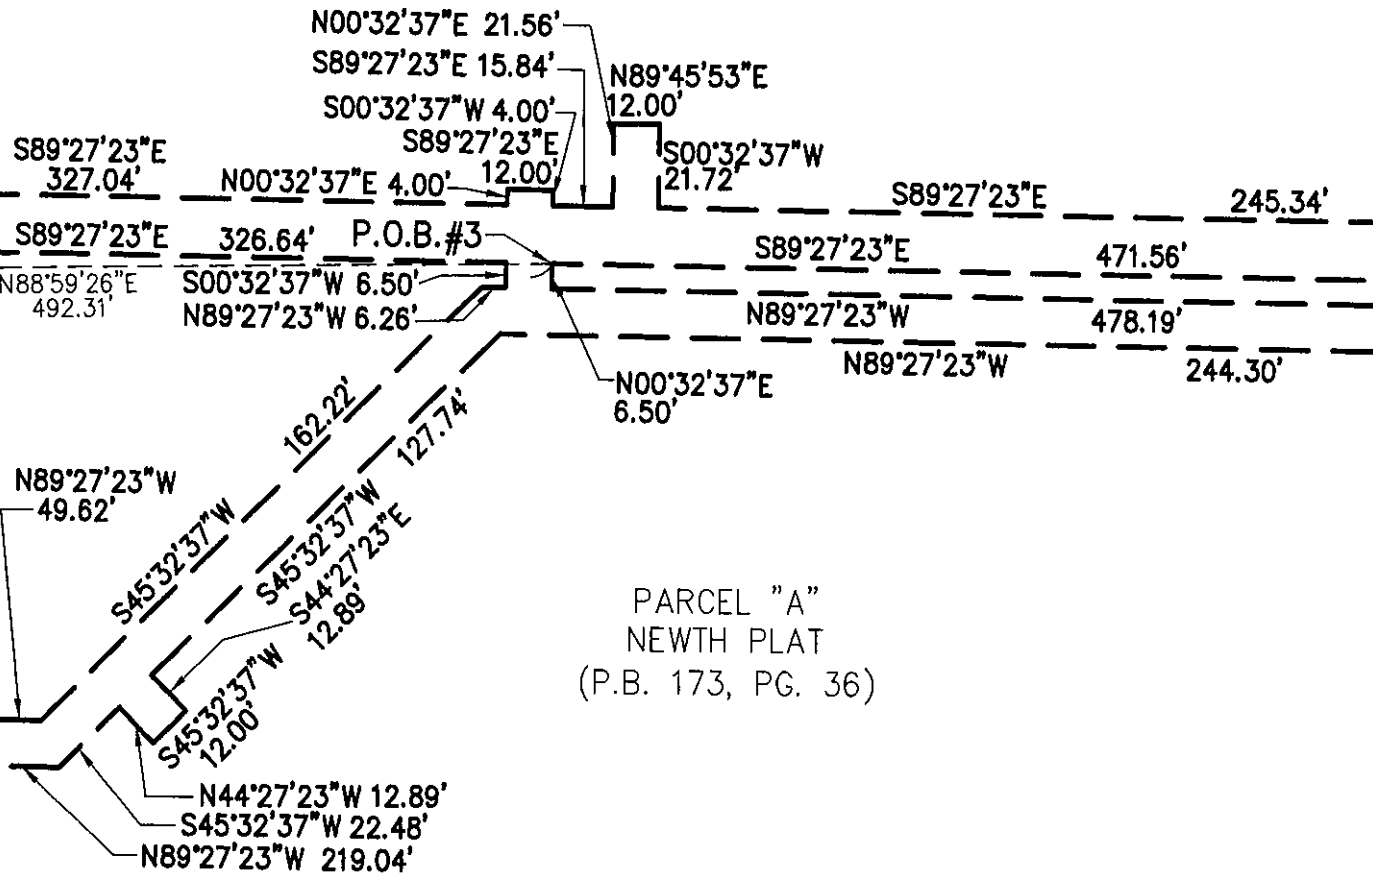 N00°32'37"E 21.56'
S89°27'23"E 15.84'
N89°45'53"E
12.00'
S00°32'37"W 4.00'
S89°27'23"E
12.00'
S00°32'37"W
21.72'
S89°27'23"E
327.04'
N00°32'37"E 4.00'
S89°27'23"E
245.34'
S89°27'23"E
326.64'
P.O.B. #3
S89°27'23"E
471.56'
N88°59'26"E
492.31'
S00°32'37"W 6.50'
N89°27'23"W 6.26'
N89°27'23"W
478.19'
N89°27'23"W
244.30'
N00°32'37"E
6.50'
162.22'
127.74'
N89°27'23"W
49.62'
S45°32'37"W
S45°32'37"W
S44°27'23"E
12.89'
S45°32'37"W
12.00'
PARCEL "A"
NEWTH PLAT
(P.B. 173, PG. 36)
N44°27'23"W 12.89'
S45°32'37"W 22.48'
N89°27'23"W 219.04'